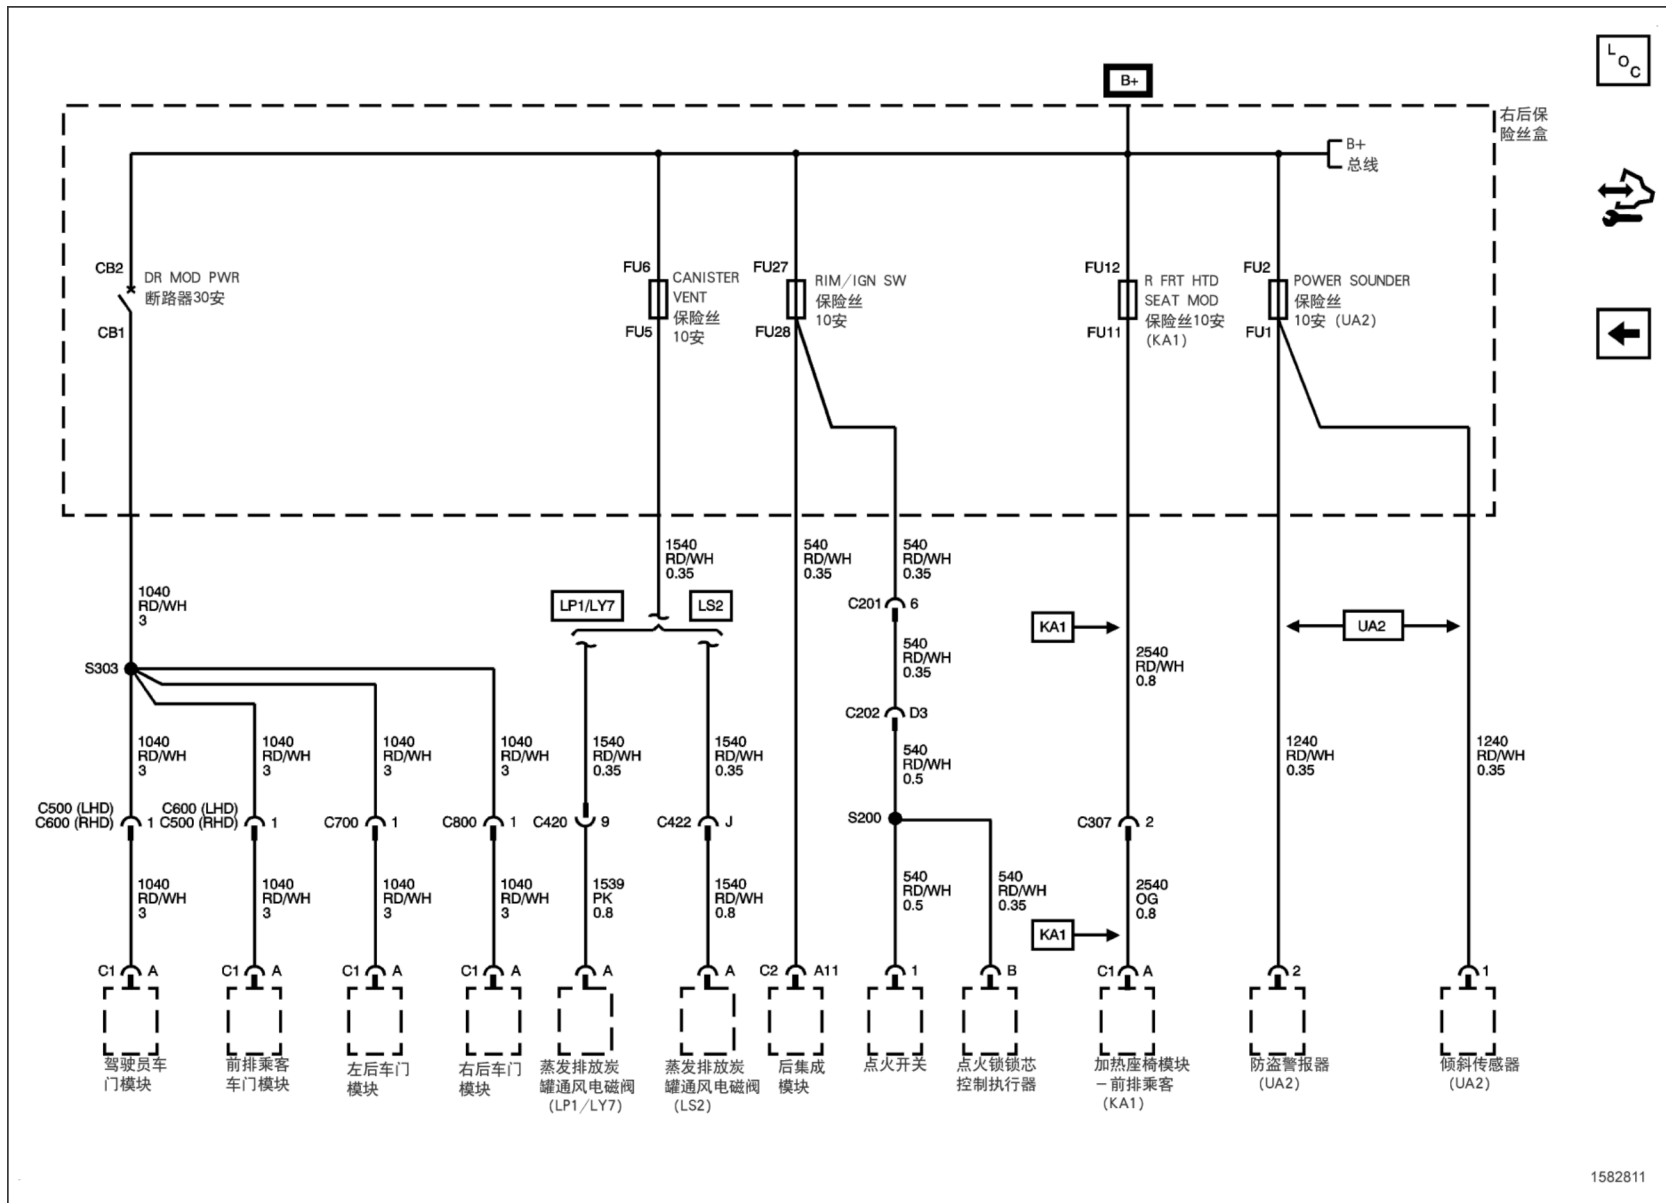 L
O
C
B+
右后保
险丝盒
B+
总线
CB2
DR MOD PWR
断路器30安
CB1
FU6
CANISTER
VENT
保险丝
10安
FU5
FU27
RIM/IGN SW
保险丝
10安
FU28
FU12
R FRT HTD
SEAT MOD
保险丝10安
(KA1)
FU11
FU2
POWER SOUNDER
保险丝
10安 (UA2)
FU1
1540
RD/WH
0.35
540
RD/WH
0.35
540
RD/WH
0.35
1040
RD/WH
3
LP1/LY7
LS2
C201 6
KA1
UA2
540
RD/WH
0.35
2540
RD/WH
0.8
S303
C202 D3
1040
RD/WH
3
1040
RD/WH
3
1040
RD/WH
3
1040
RD/WH
3
1540
RD/WH
0.35
1540
RD/WH
0.35
540
RD/WH
0.5
1240
RD/WH
0.35
1240
RD/WH
0.35
C500 (LHD)
C600 (RHD) 1
C600 (LHD)
C500 (RHD) 1
C700 1
C800 1
C420 9
C422 J
S200
C307 2
1040
RD/WH
3
1040
RD/WH
3
1040
RD/WH
3
1040
RD/WH
3
1539
PK
0.8
1540
RD/WH
0.8
540
RD/WH
0.5
540
RD/WH
0.35
2540
OG
0.8
KA1
C1 A
C1 A
C1 A
C1 A
A
A
C2 A11
1
B
C1 A
2
1
驾驶员车
门模块
前排乘客
车门模块
左后车门
模块
右后车门
模块
蒸发排放炭
罐通风电磁阀
(LP1/LY7)
蒸发排放炭
罐通风电磁阀
(LS2)
后集成
模块
点火开关
点火锁锁芯
控制执行器
加热座椅模块
－前排乘客
(KA1)
防盗警报器
(UA2)
倾斜传感器
(UA2)
1582811